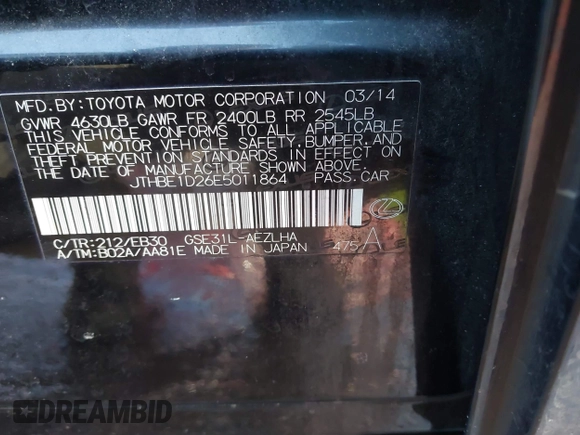 MFD.BY:TOYOTA MOTOR CORPORATION 03/14
GVWR 4630LB GAWR FR 2400LB RR 2545LB
THIS VEHICLE CONFORMS TO ALL APPLICABLE
FEDERAL MOTOR VEHICLE SAFETY,BUMPER,AND
THEFT PREVENTION STANDARDS IN EFFECT ON
THE DATE OF MANUFACTURE SHOWN ABOVE.
JTHBE1D26E5011864 PASS.CAR
C/TR:212/EB30 GSE31L-AEZLHA
A/TM:B02A/AA81E MADE IN JAPAN 475 A
DREAMBID